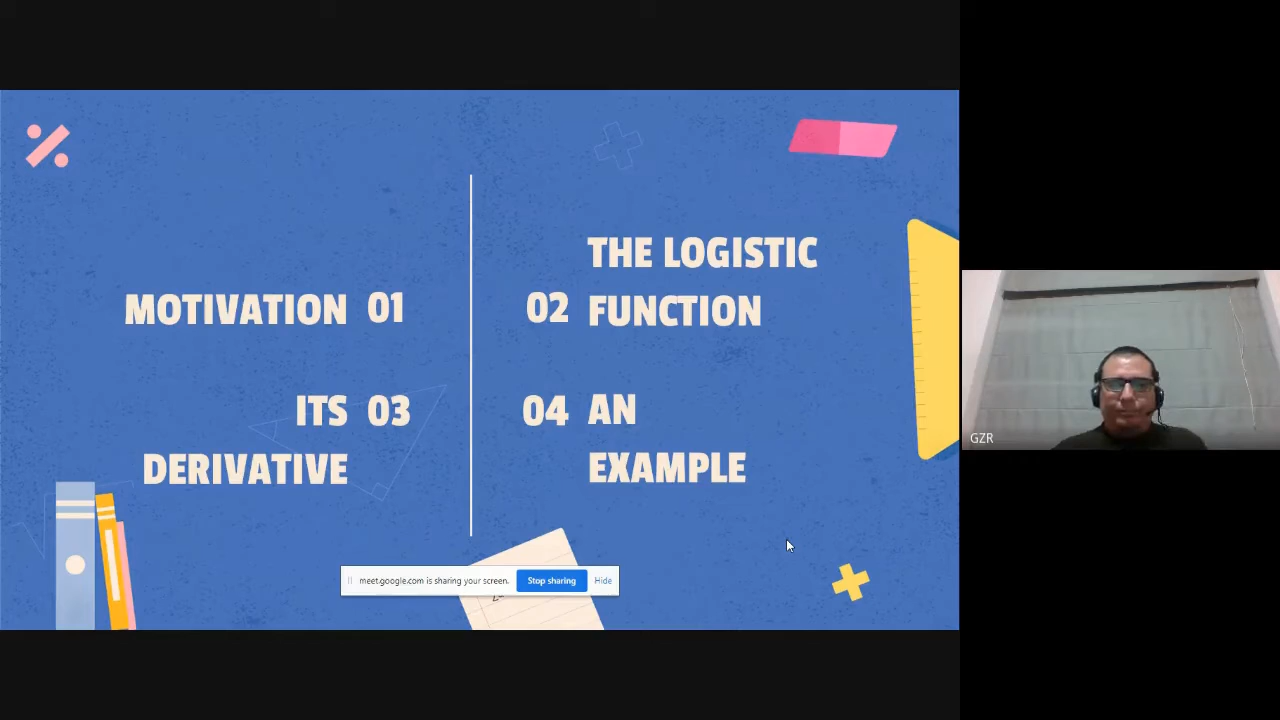 MOTIVATION 01
02 THE LOGISTIC
FUNCTION
ITS 03
DERIVATIVE
04 AN
EXAMPLE
meet.google.com is sharing your screen. Stop sharing Hide
GZR